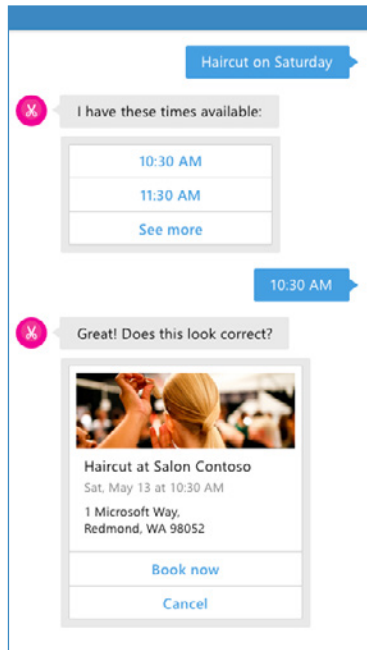 Haircut on Saturday
I have these times available:
10:30 AM
11:30 AM
See more
10:30 AM
Great! Does this look correct?
Haircut at Salon Contoso
Sat, May 13 at 10:30 AM
1 Microsoft Way,
Redmond, WA 98052
Book now
Cancel